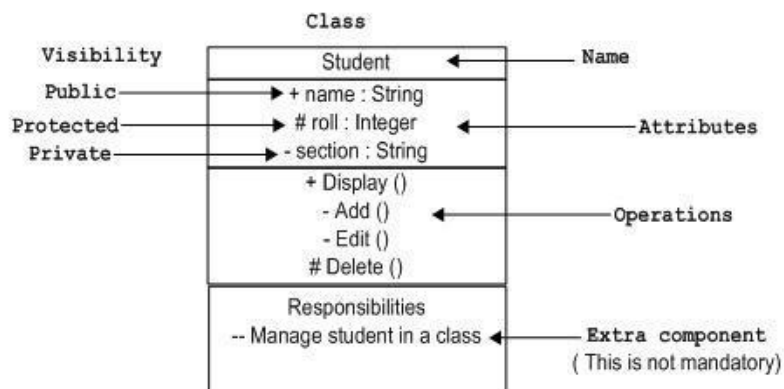 Class
Visibility
Student
Name
Public
+ name : String
Protected
# roll : Integer
Attributes
Private
- section : String
+ Display ()
- Add ()
Operations
- Edit ()
# Delete ()
Responsibilities
-- Manage student in a class
Extra component
( This is not mandatory)